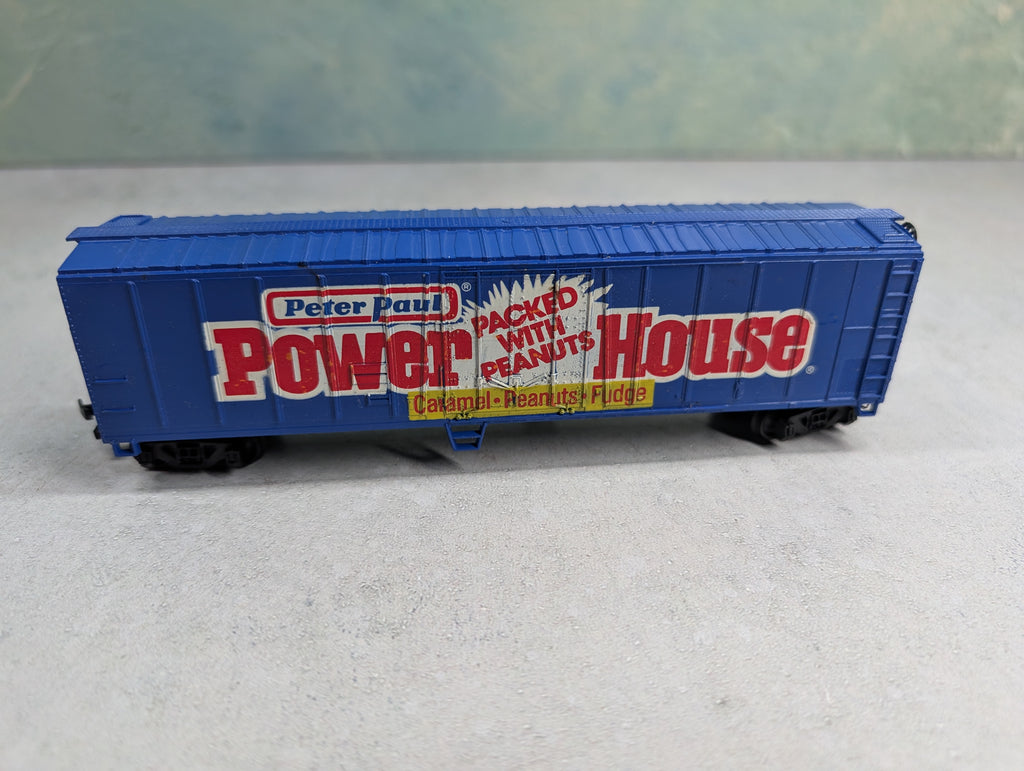 Peter Paul®
Power House®
PACKED
WITH
PEANUTS
Caramel • Peanuts • Fudge